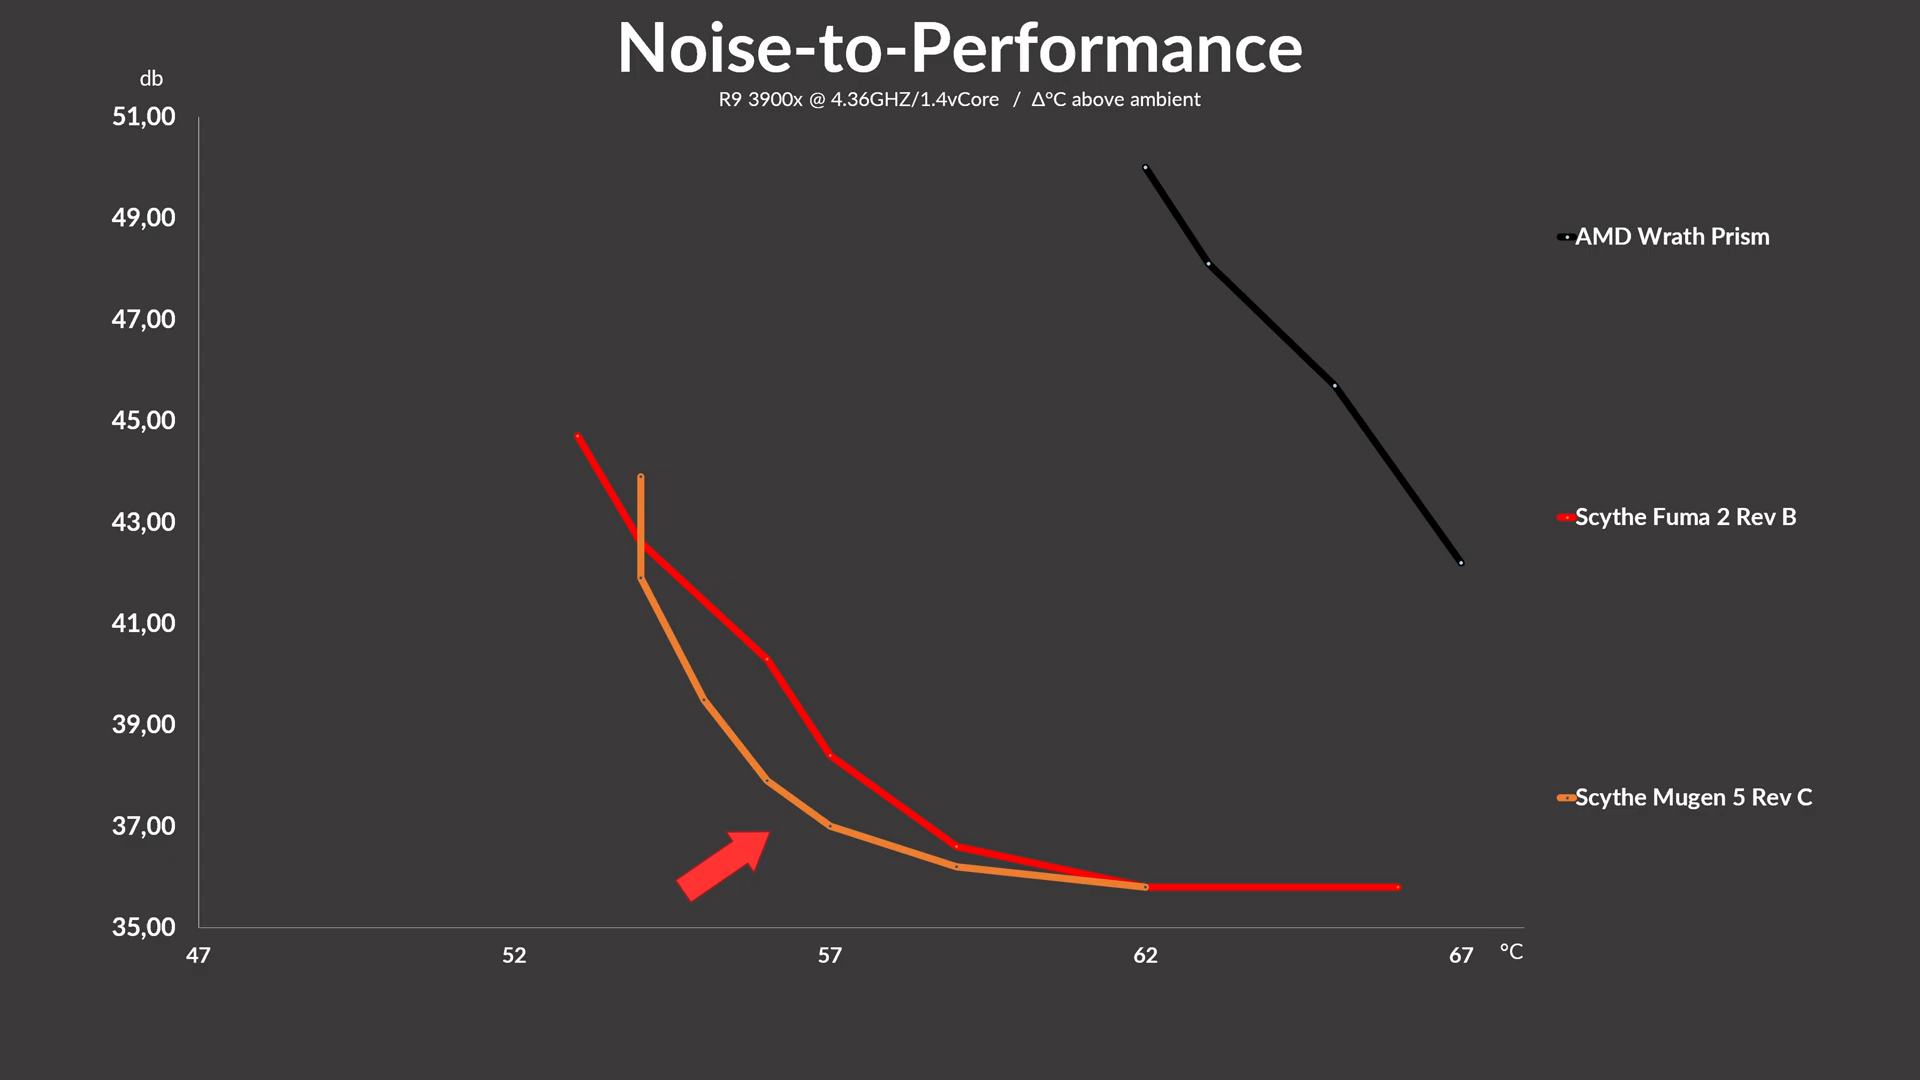 Noise-to-Performance
R9 3900x @ 4.36GHZ/1.4vCore / Δ°C above ambient
db
51,00
49,00
47,00
45,00
43,00
41,00
39,00
37,00
35,00
47
52
57
62
67
°C
AMD Wrath Prism
Scythe Fuma 2 Rev B
Scythe Mugen 5 Rev C